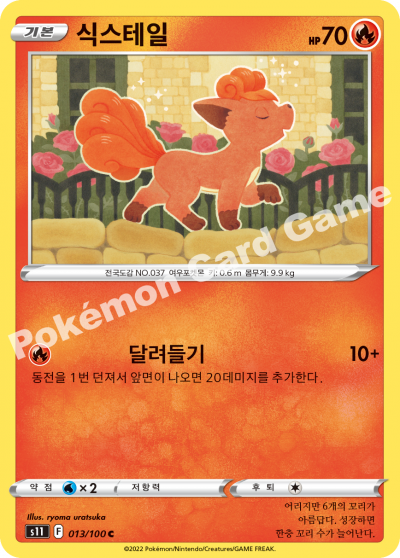 기본 식스테일 HP 70
전국도감 NO.037 여우포켓몬 키: 0.6 m 몸무게: 9.9 kg
Pokémon Card Game
달려들기 10+
동전을 1번 던져서 앞면이 나오면 20데미지를 추가한다.
약점 ×2 저항력 후퇴
Illus. ryoma uratsuka
s11 F 013/100 C
어리지만 6개의 꼬리가
아름답다. 성장하면
한층 꼬리 수가 늘어난다.
©2022 Pokémon/Nintendo/Creatures/GAME FREAK.